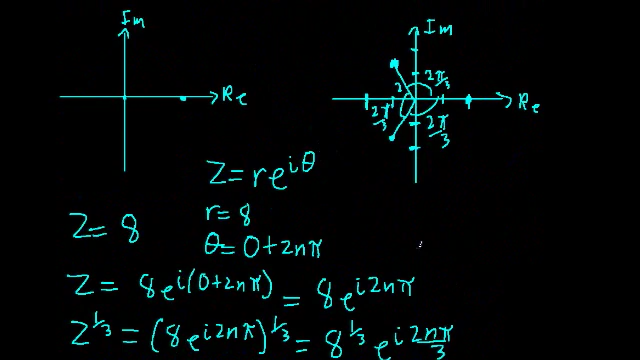 Im
Re
Im
2π/3
2
2π/3
2π/3
Re
Z = re^{iθ}
Z = 8
r = 8
θ = 0 + 2nπ
Z = 8e^{i(0+2nπ)} = 8e^{i2nπ}
Z^{1/3} = (8e^{i2nπ})^{1/3} = 8^{1/3} e^{i2nπ/3}